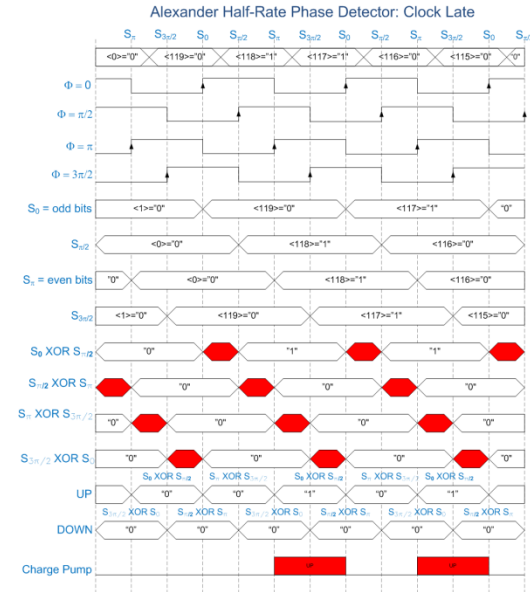 Alexander Half-Rate Phase Detector: Clock Late
Sπ S3π/2 S0 Sπ/2 Sπ S3π/2 S0 Sπ/2 Sπ S3π/2 S0 Sπ/2
<0>="0" <119>="0" <118>="1" <117>="1" <116>="0" <115>="0" "0"
Φ = 0
Φ = π/2
Φ = π
Φ = 3π/2
S0 = odd bits <1>="0" <119>="0" <117>="1" "0"
Sπ/2 <0>="0" <118>="1" <116>="0"
Sπ = even bits "0" <0>="0" <118>="1" <116>="0"
S3π/2 <1>="0" <119>="0" <117>="1" <115>="0"
S0 XOR Sπ/2 "0" "1" "1"
Sπ/2 XOR Sπ "0" "0" "0"
Sπ XOR S3π/2 "0" "0" "0" "0"
S3π/2 XOR S0 "0" "0" "0" "0"
S0 XOR Sπ/2 Sπ XOR S3π/2 S0 XOR Sπ/2 Sπ XOR S3π/2 S0 XOR Sπ/2
UP "0" "0" "1" "0" "1"
S3π/2 XOR S0 Sπ/2 XOR Sπ S3π/2 XOR S0 Sπ/2 XOR Sπ S3π/2 XOR S0 Sπ/2 XOR Sπ
DOWN "0" "0" "0" "0" "0" "0"
Charge Pump UP UP